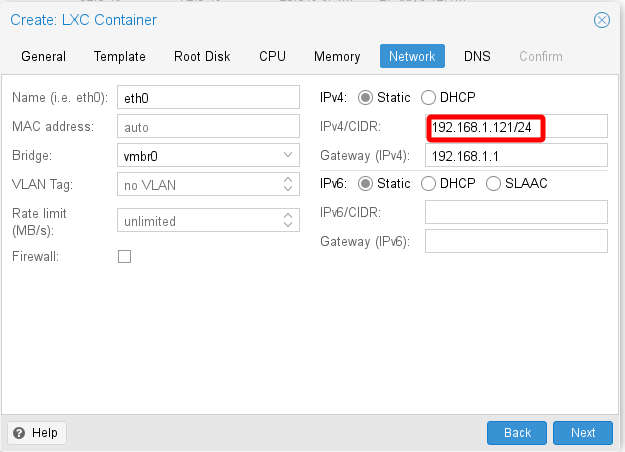 Create: LXC Container
General Template Root Disk CPU Memory Network DNS Confirm
Name (i.e. eth0): eth0
MAC address: auto
Bridge: vmbr0
VLAN Tag: no VLAN
Rate limit (MB/s): unlimited
Firewall:
IPv4: Static DHCP
IPv4/CIDR: 192.168.1.121/24
Gateway (IPv4): 192.168.1.1
IPv6: Static DHCP SLAAC
IPv6/CIDR:
Gateway (IPv6):
Help Back Next